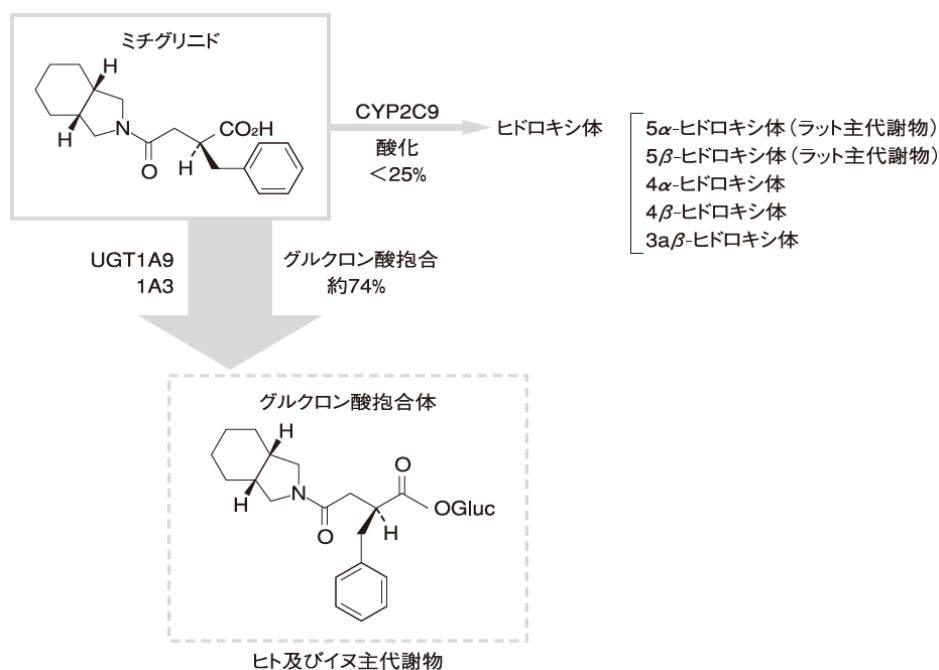 ミチグリニド
H
H
N
O
H
CO₂H
CYP2C9
酸化
＜25%
ヒドロキシ体
5α-ヒドロキシ体（ラット主代謝物）
5β-ヒドロキシ体（ラット主代謝物）
4α-ヒドロキシ体
4β-ヒドロキシ体
3aβ-ヒドロキシ体
UGT1A9
1A3
グルクロン酸抱合
約74%
グルクロン酸抱合体
H
H
N
O
O
OGluc
H
ヒト及びイヌ主代謝物